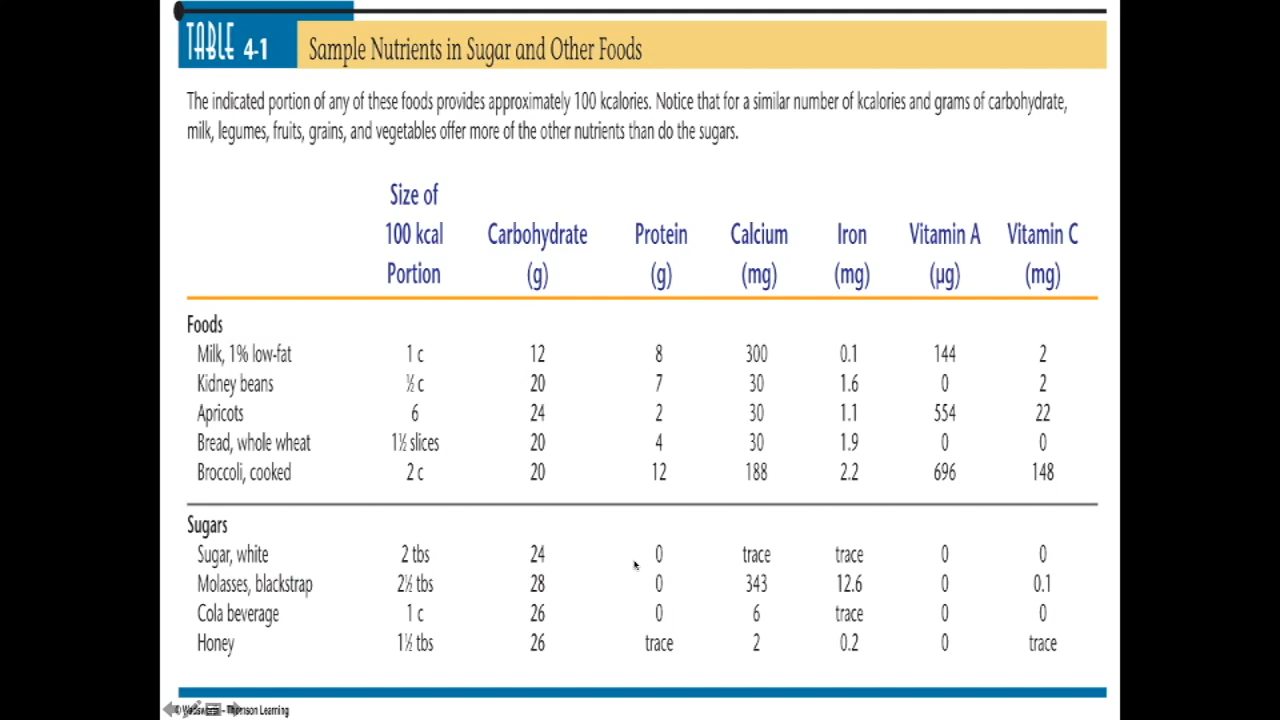 TABLE 4-1 Sample Nutrients in Sugar and Other Foods
The indicated portion of any of these foods provides approximately 100 kcalories. Notice that for a similar number of kcalories and grams of carbohydrate,
milk, legumes, fruits, grains, and vegetables offer more of the other nutrients than do the sugars.
Size of
100 kcal Carbohydrate Protein Calcium Iron Vitamin A Vitamin C
Portion (g) (g) (mg) (mg) (µg) (mg)
Foods
Milk, 1% low-fat 1 c 12 8 300 0.1 144 2
Kidney beans ½ c 20 7 30 1.6 0 2
Apricots 6 24 2 30 1.1 554 22
Bread, whole wheat 1½ slices 20 4 30 1.9 0 0
Broccoli, cooked 2 c 20 12 188 2.2 696 148
Sugars
Sugar, white 2 tbs 24 0 trace trace 0 0
Molasses, blackstrap 2½ tbs 28 0 343 12.6 0 0.1
Cola beverage 1 c 26 0 6 trace 0 0
Honey 1½ tbs 26 trace 2 0.2 0 trace
Learning